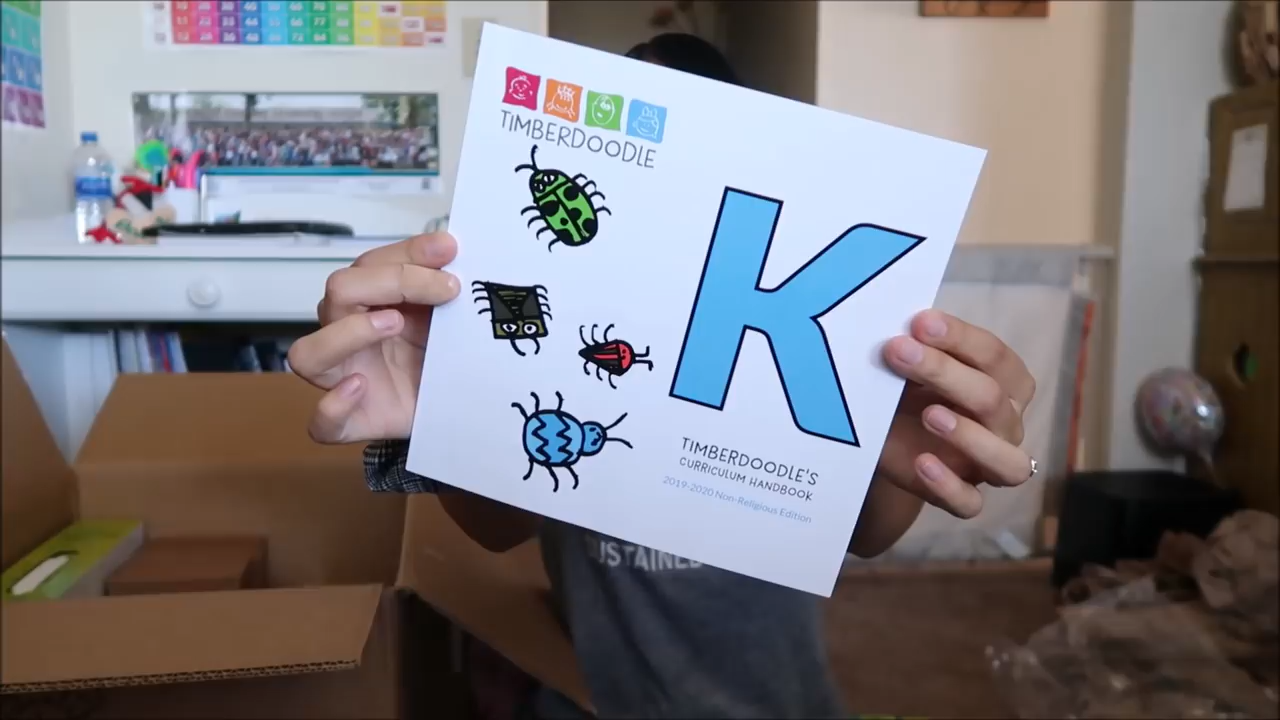 TIMBERDOODLE
K
TIMBERDOODLE'S
CURRICULUM HANDBOOK
2019-2020 Non-Religious Edition